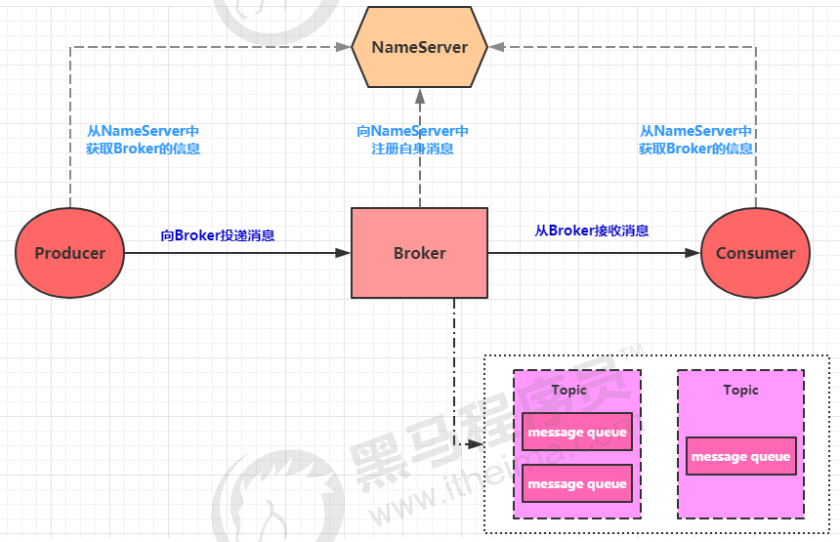 NameServer
从NameServer中
获取Broker的信息
向NameServer中
注册自身消息
从NameServer中
获取Broker的信息
Producer
向Broker投递消息
Broker
从Broker接收消息
Consumer
Topic
message queue
message queue
Topic
message queue
黑马程序员™
www.itheima.com